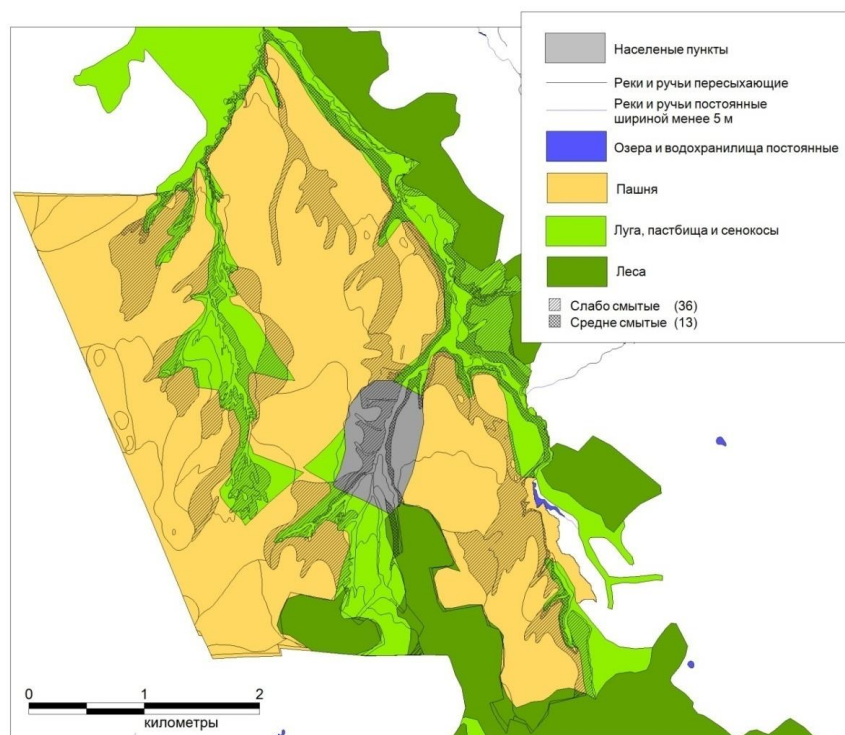 Населеные пункты
Реки и ручьи пересыхающие
Реки и ручьи постоянные
шириной менее 5 м
Озера и водохранилища постоянные
Пашня
Луга, пастбища и сенокосы
Леса
Слабо смытые (36)
Средне смытые (13)
0 1 2
километры